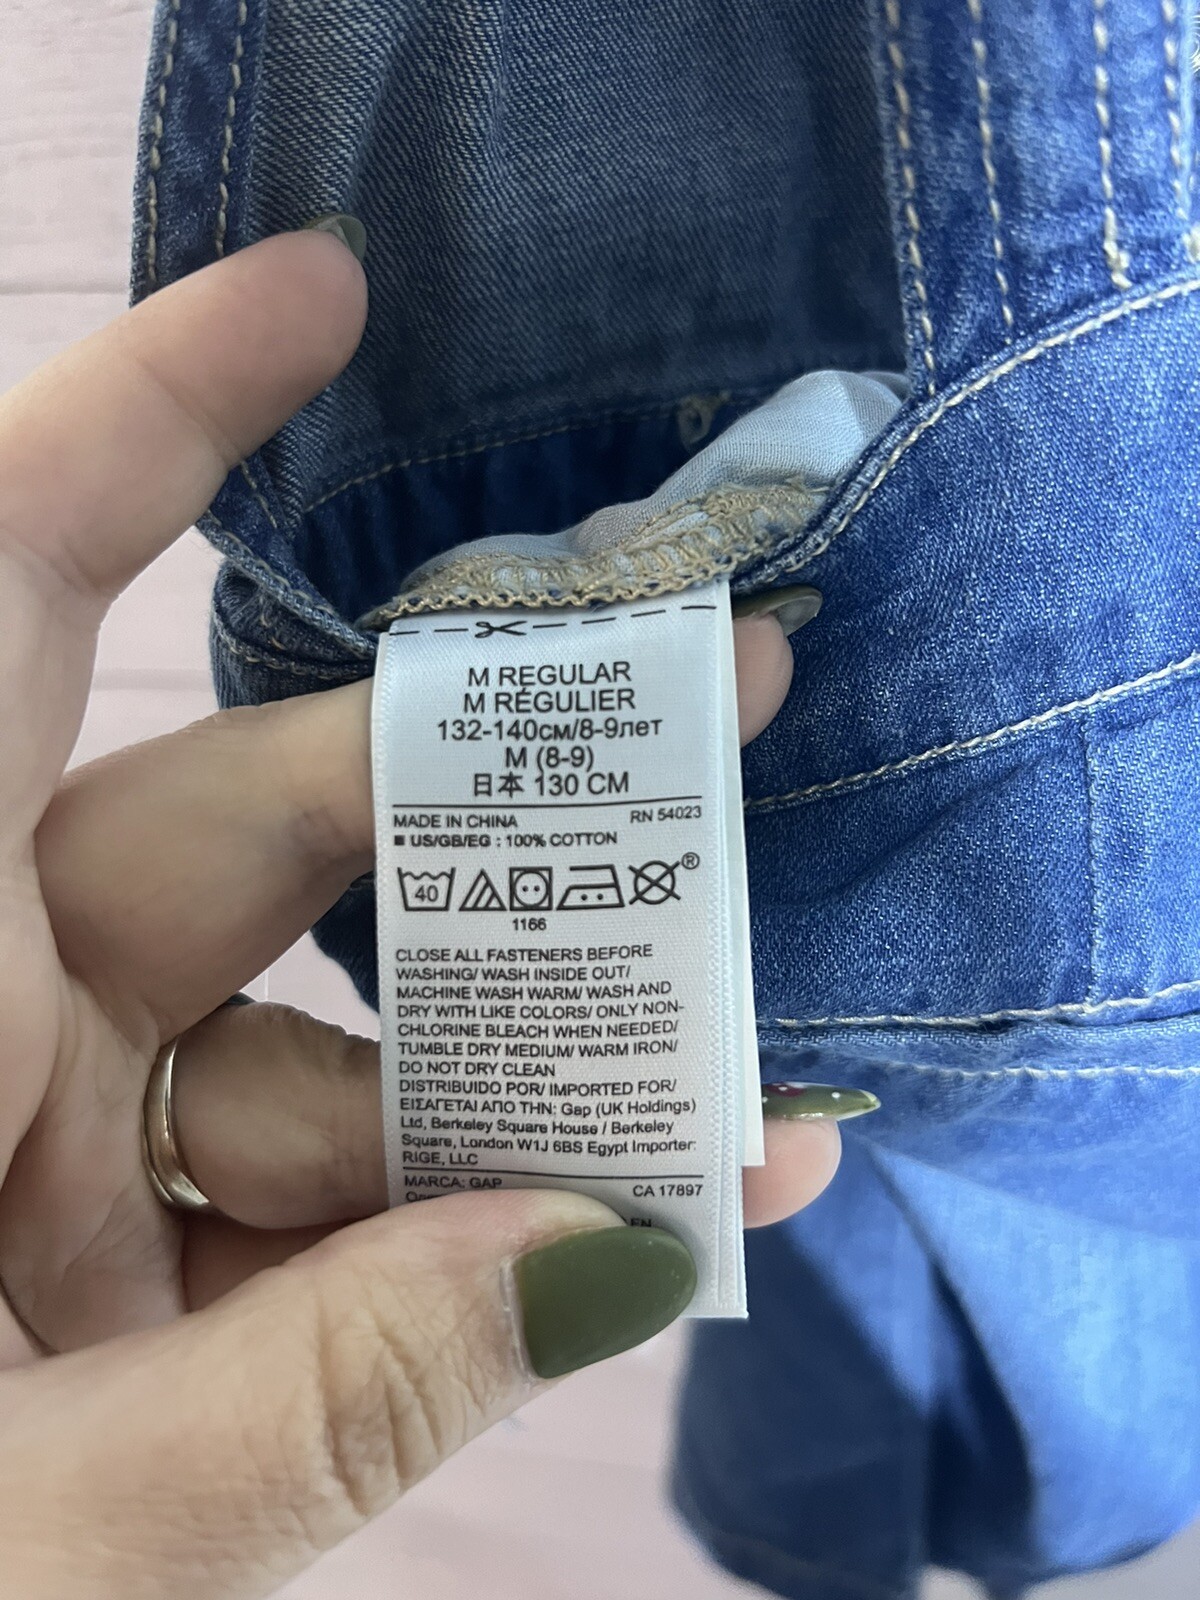 M REGULAR
M RÉGULIER
132-140см/8-9лет
M (8-9)
日本 130 CM
MADE IN CHINA RN 54023
■ US/GB/EG : 100% COTTON
40 ®
1166
CLOSE ALL FASTENERS BEFORE
WASHING/ WASH INSIDE OUT/
MACHINE WASH WARM/ WASH AND
DRY WITH LIKE COLORS/ ONLY NON-
CHLORINE BLEACH WHEN NEEDED/
TUMBLE DRY MEDIUM/ WARM IRON/
DO NOT DRY CLEAN
DISTRIBUIDO POR/ IMPORTED FOR/
ΕΙΣΑΓΕΤΑΙ ΑΠΟ ΤΗΝ: Gap (UK Holdings)
Ltd, Berkeley Square House / Berkeley
Square, London W1J 6BS Egypt Importer:
RIGE, LLC
MARCA: GAP CA 17897
EN